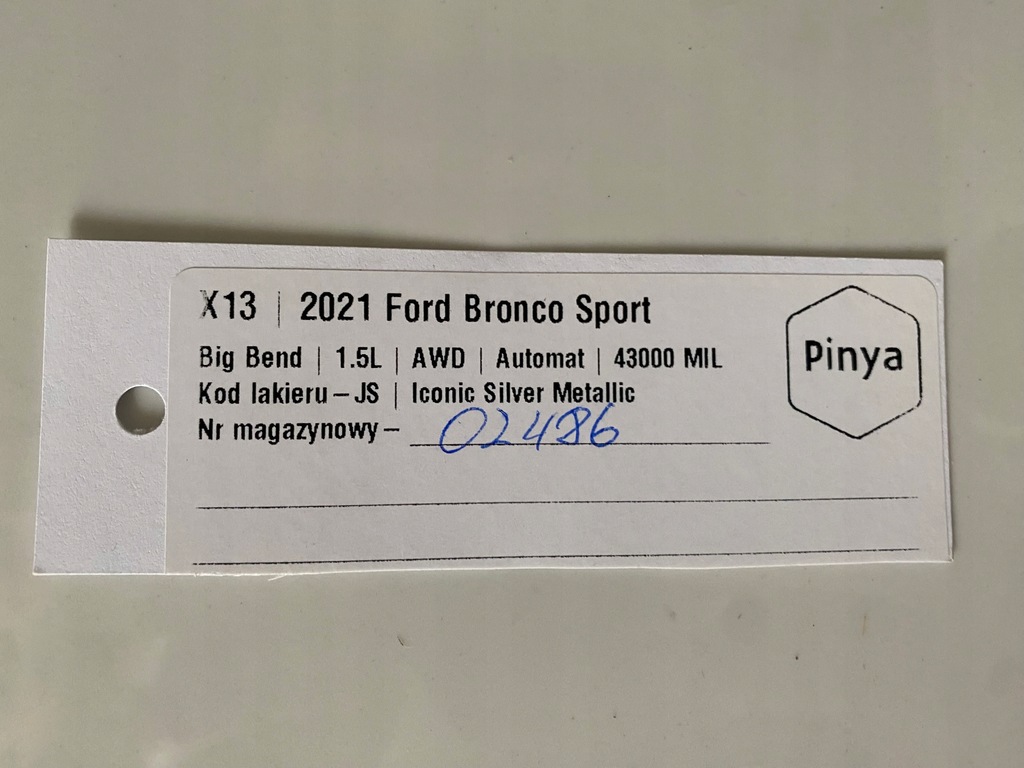 X13 | 2021 Ford Bronco Sport
Big Bend | 1.5L | AWD | Automat | 43000 MIL
Kod lakieru – JS | Iconic Silver Metallic
Nr magazynowy – 02486
Pinya